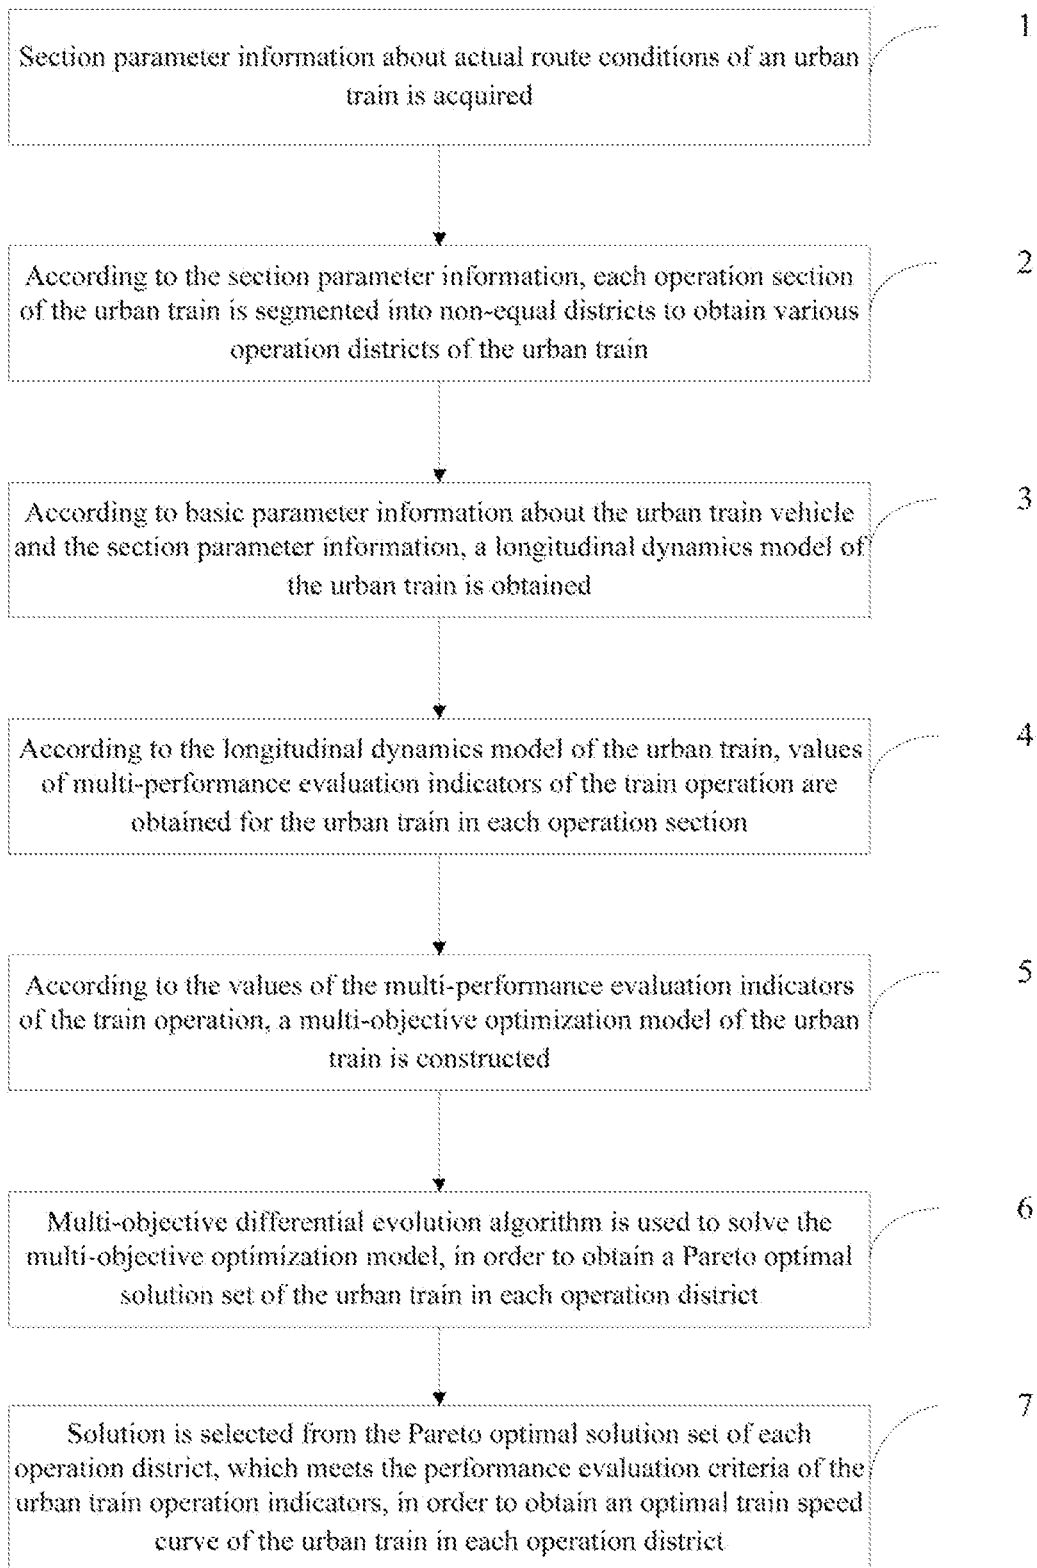 1
Section parameter information about actual route conditions of an urban
train is acquired
2
According to the section parameter information, each operation section
of the urban train is segmented into non-equal districts to obtain various
operation districts of the urban train
3
According to basic parameter information about the urban train vehicle
and the section parameter information, a longitudinal dynamics model of
the urban train is obtained
4
According to the longitudinal dynamics model of the urban train, values
of multi-performance evaluation indicators of the train operation are
obtained for the urban train in each operation section
5
According to the values of the multi-performance evaluation indicators
of the train operation, a multi-objective optimization model of the urban
train is constructed
6
Multi-objective differential evolution algorithm is used to solve the
multi-objective optimization model, in order to obtain a Pareto optimal
solution set of the urban train in each operation district
7
Solution is selected from the Pareto optimal solution set of each
operation district, which meets the performance evaluation criteria of the
urban train operation indicators, in order to obtain an optimal train speed
curve of the urban train in each operation district